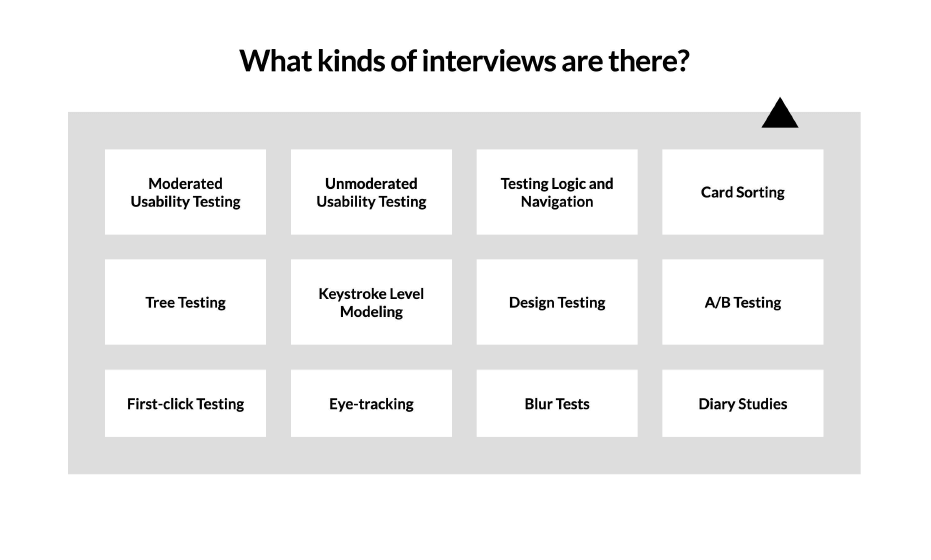 What kinds of interviews are there?
Moderated
Usability Testing
Unmoderated
Usability Testing
Testing Logic and
Navigation
Card Sorting
Tree Testing
Keystroke Level
Modeling
Design Testing
A/B Testing
First-click Testing
Eye-tracking
Blur Tests
Diary Studies